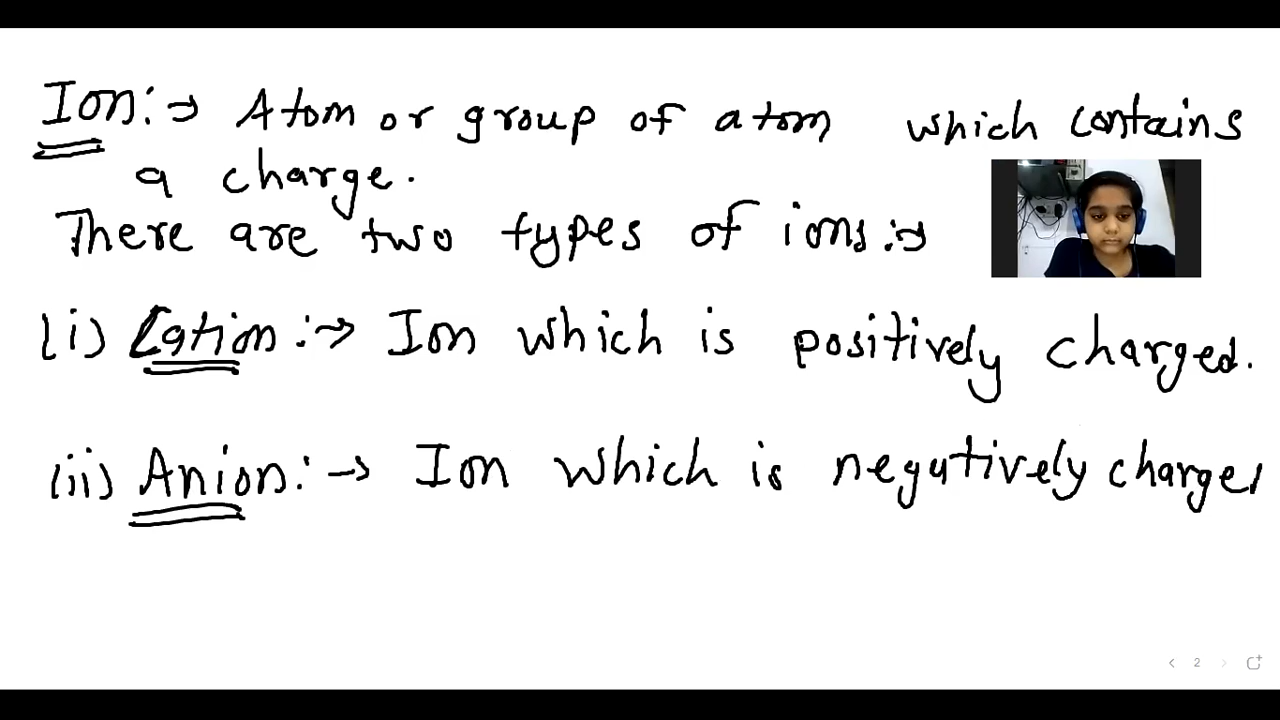 Ion:→ Atom or group of atom which contains
a charge.
There are two types of ions:→
(i) Cation:→ Ion which is positively charged.
(ii) Anion:→ Ion which is negatively charged
2